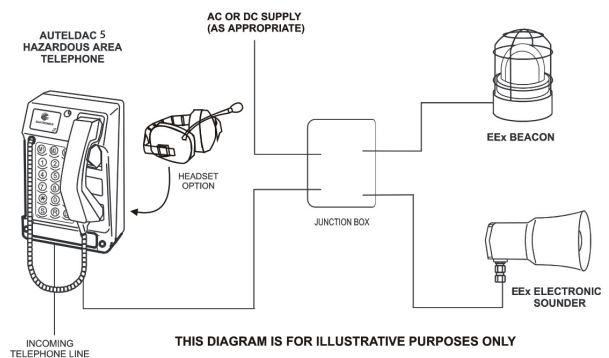 AUTELDAC 5
HAZARDOUS AREA
TELEPHONE
AC OR DC SUPPLY
(AS APPROPRIATE)
EEx BEACON
HEADSET
OPTION
JUNCTION BOX
EEx ELECTRONIC
SOUNDER
INCOMING
TELEPHONE LINE
THIS DIAGRAM IS FOR ILLUSTRATIVE PURPOSES ONLY